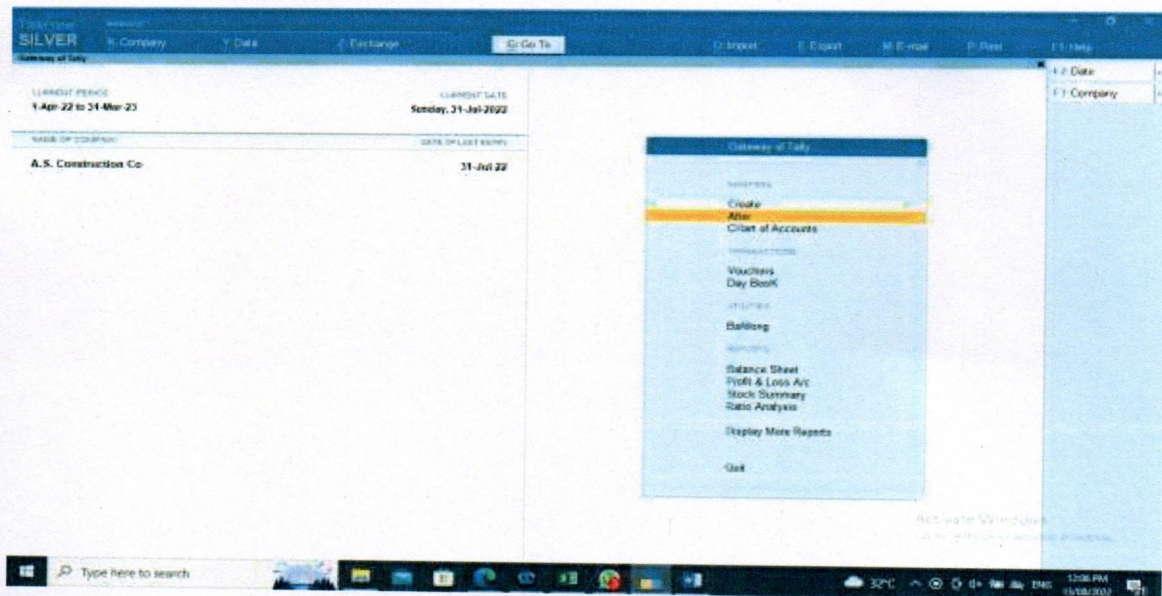 TallyPrime
SILVER
MANAGE
K: Company
Y: Data
Z: Exchange
G: Go To
O: Import
E: Export
M: E-mail
P: Print
F1: Help
Gateway of Tally
F2: Date
F3: Company
CURRENT PERIOD
1-Apr-22 to 31-Mar-23
CURRENT DATE
Sunday, 31-Jul-2022
NAME OF COMPANY
DATE OF LAST ENTRY
A.S. Construction Co
31-Jul-22
Gateway of Tally
MASTERS
Create
Alter
CHart of Accounts
TRANSACTIONS
Vouchers
Day BooK
UTILITIES
BaNking
REPORTS
Balance Sheet
Profit & Loss A/c
Stock Summary
Ratio Analysis
Display More Reports
Quit
Activate Windows
Type here to search
32°C
ENG
12:06 PM
21